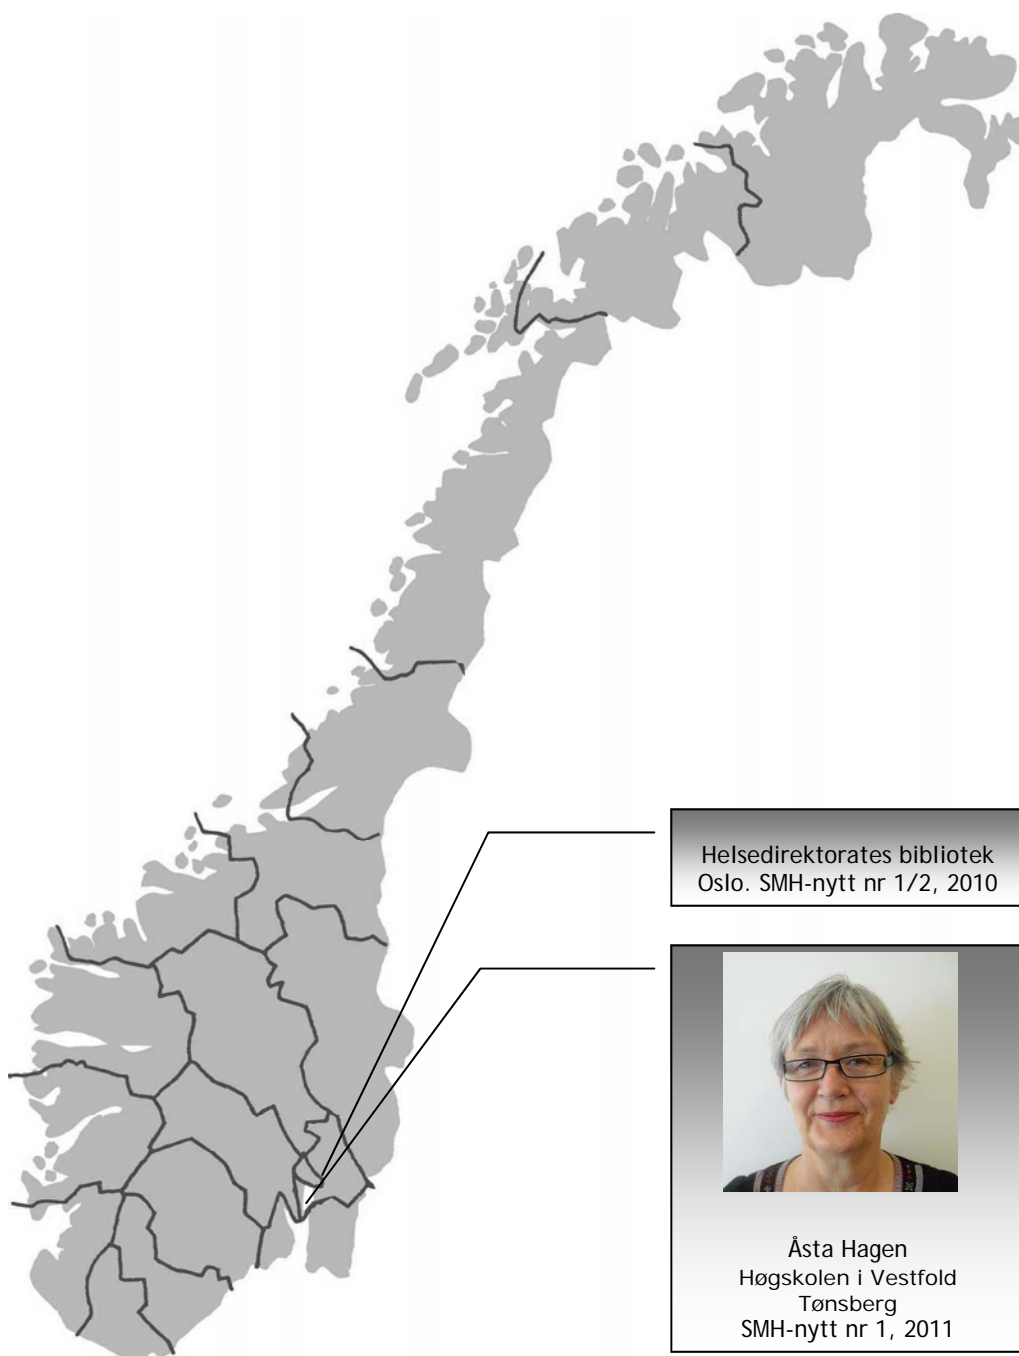 Helsedirektorates bibliotek
Oslo. SMH-nytt nr 1/2, 2010
Åsta Hagen
Høgskolen i Vestfold
Tønsberg
SMH-nytt nr 1, 2011